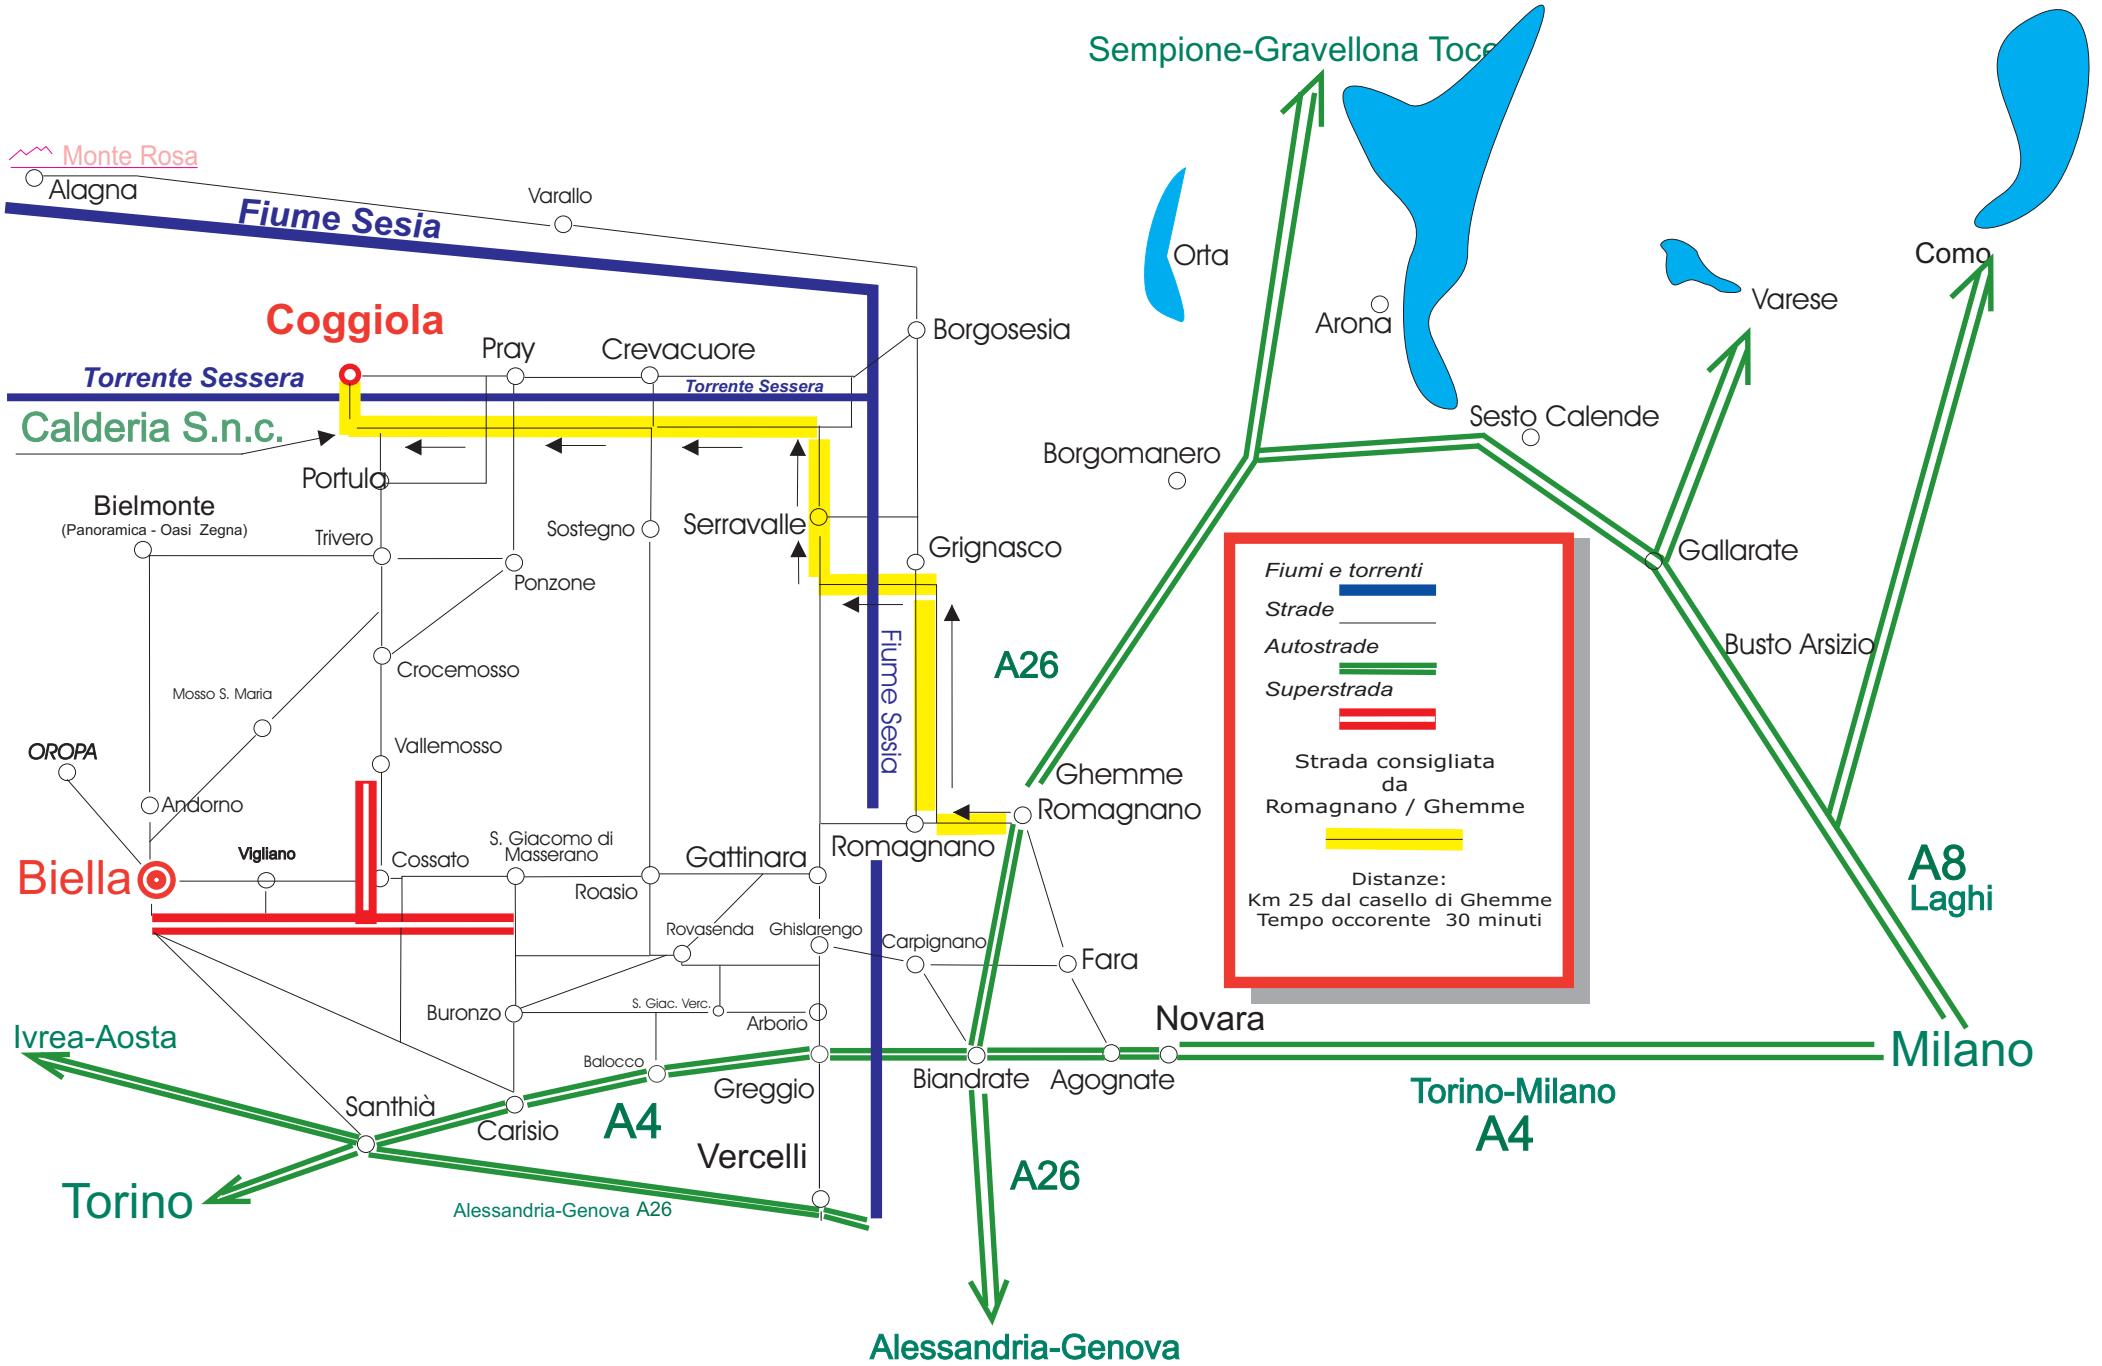 Sempione-Gravellona Toce
Monte Rosa
Alagna
Varallo
Fiume Sesia
Orta
Como
Varese
Arona
Coggiola
Borgosesia
Pray
Crevacuore
Torrente Sessera
Torrente Sessera
Calderia S.n.c.
Sesto Calende
Borgomanero
Portula
Bielmonte
(Panoramica - Oasi Zegna)
Trivero
Sostegno
Serravalle
Grignasco
Gallarate
Ponzone
Fiumi e torrenti
Strade
Autostrade
Superstrada
Strada consigliata
da
Romagnano / Ghemme
Distanze:
Km 25 dal casello di Ghemme
Tempo occorente 30 minuti
Busto Arsizio
Fiume Sesia
A26
Crocemosso
Mosso S. Maria
Vallemosso
OROPA
Andorno
Ghemme
Romagnano
Romagnano
S. Giacomo di
Masserano
Gattinara
Vigliano
Cossato
Biella
Roasio
A8
Laghi
Rovasenda
Ghislarengo
Carpignano
Fara
Buronzo
S. Giac. Verc.
Arborio
Novara
Ivrea-Aosta
Balocco
Greggio
Biandrate
Agognate
Milano
Santhià
Carisio
A4
Torino-Milano
A4
Vercelli
A26
Torino
Alessandria-Genova A26
Alessandria-Genova